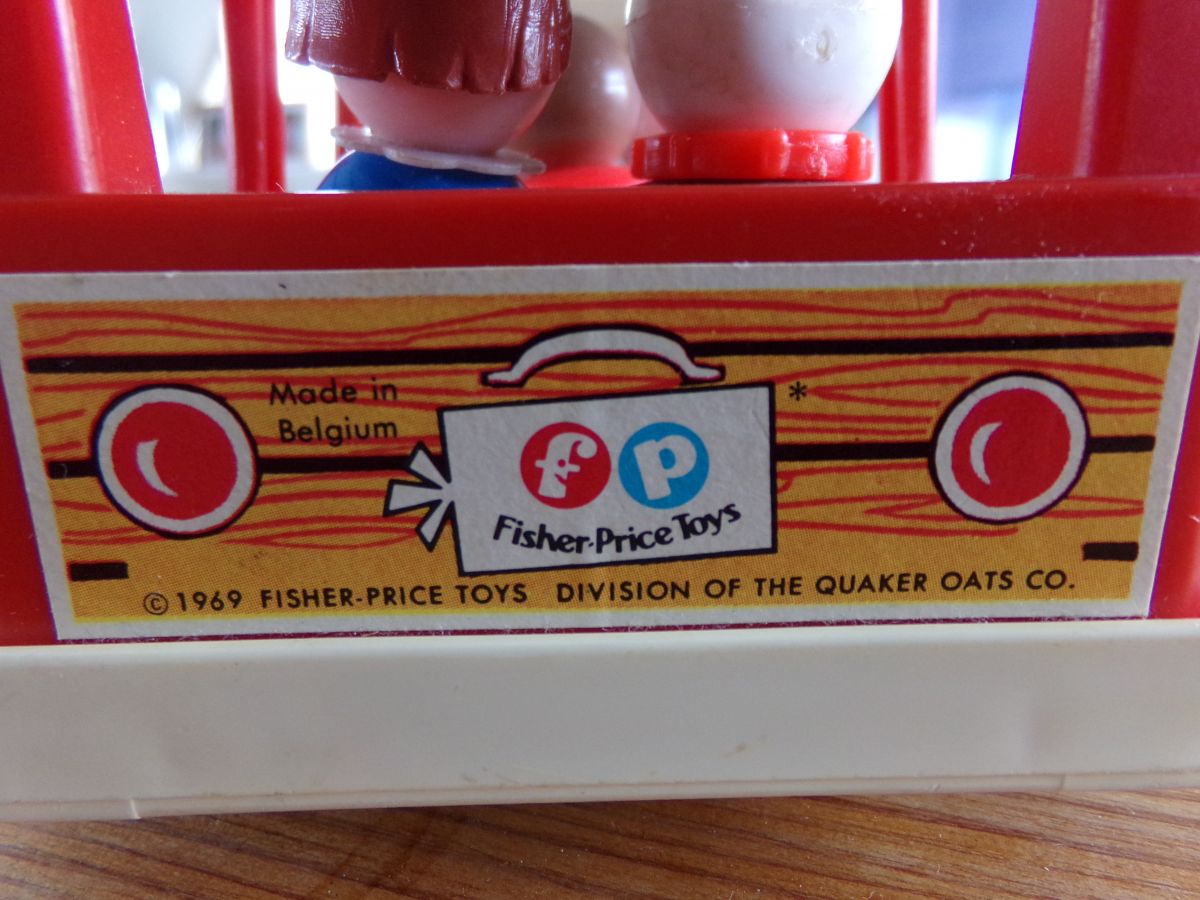 Made in
Belgium
*
fp
Fisher-Price Toys
© 1969 FISHER-PRICE TOYS DIVISION OF THE QUAKER OATS CO.